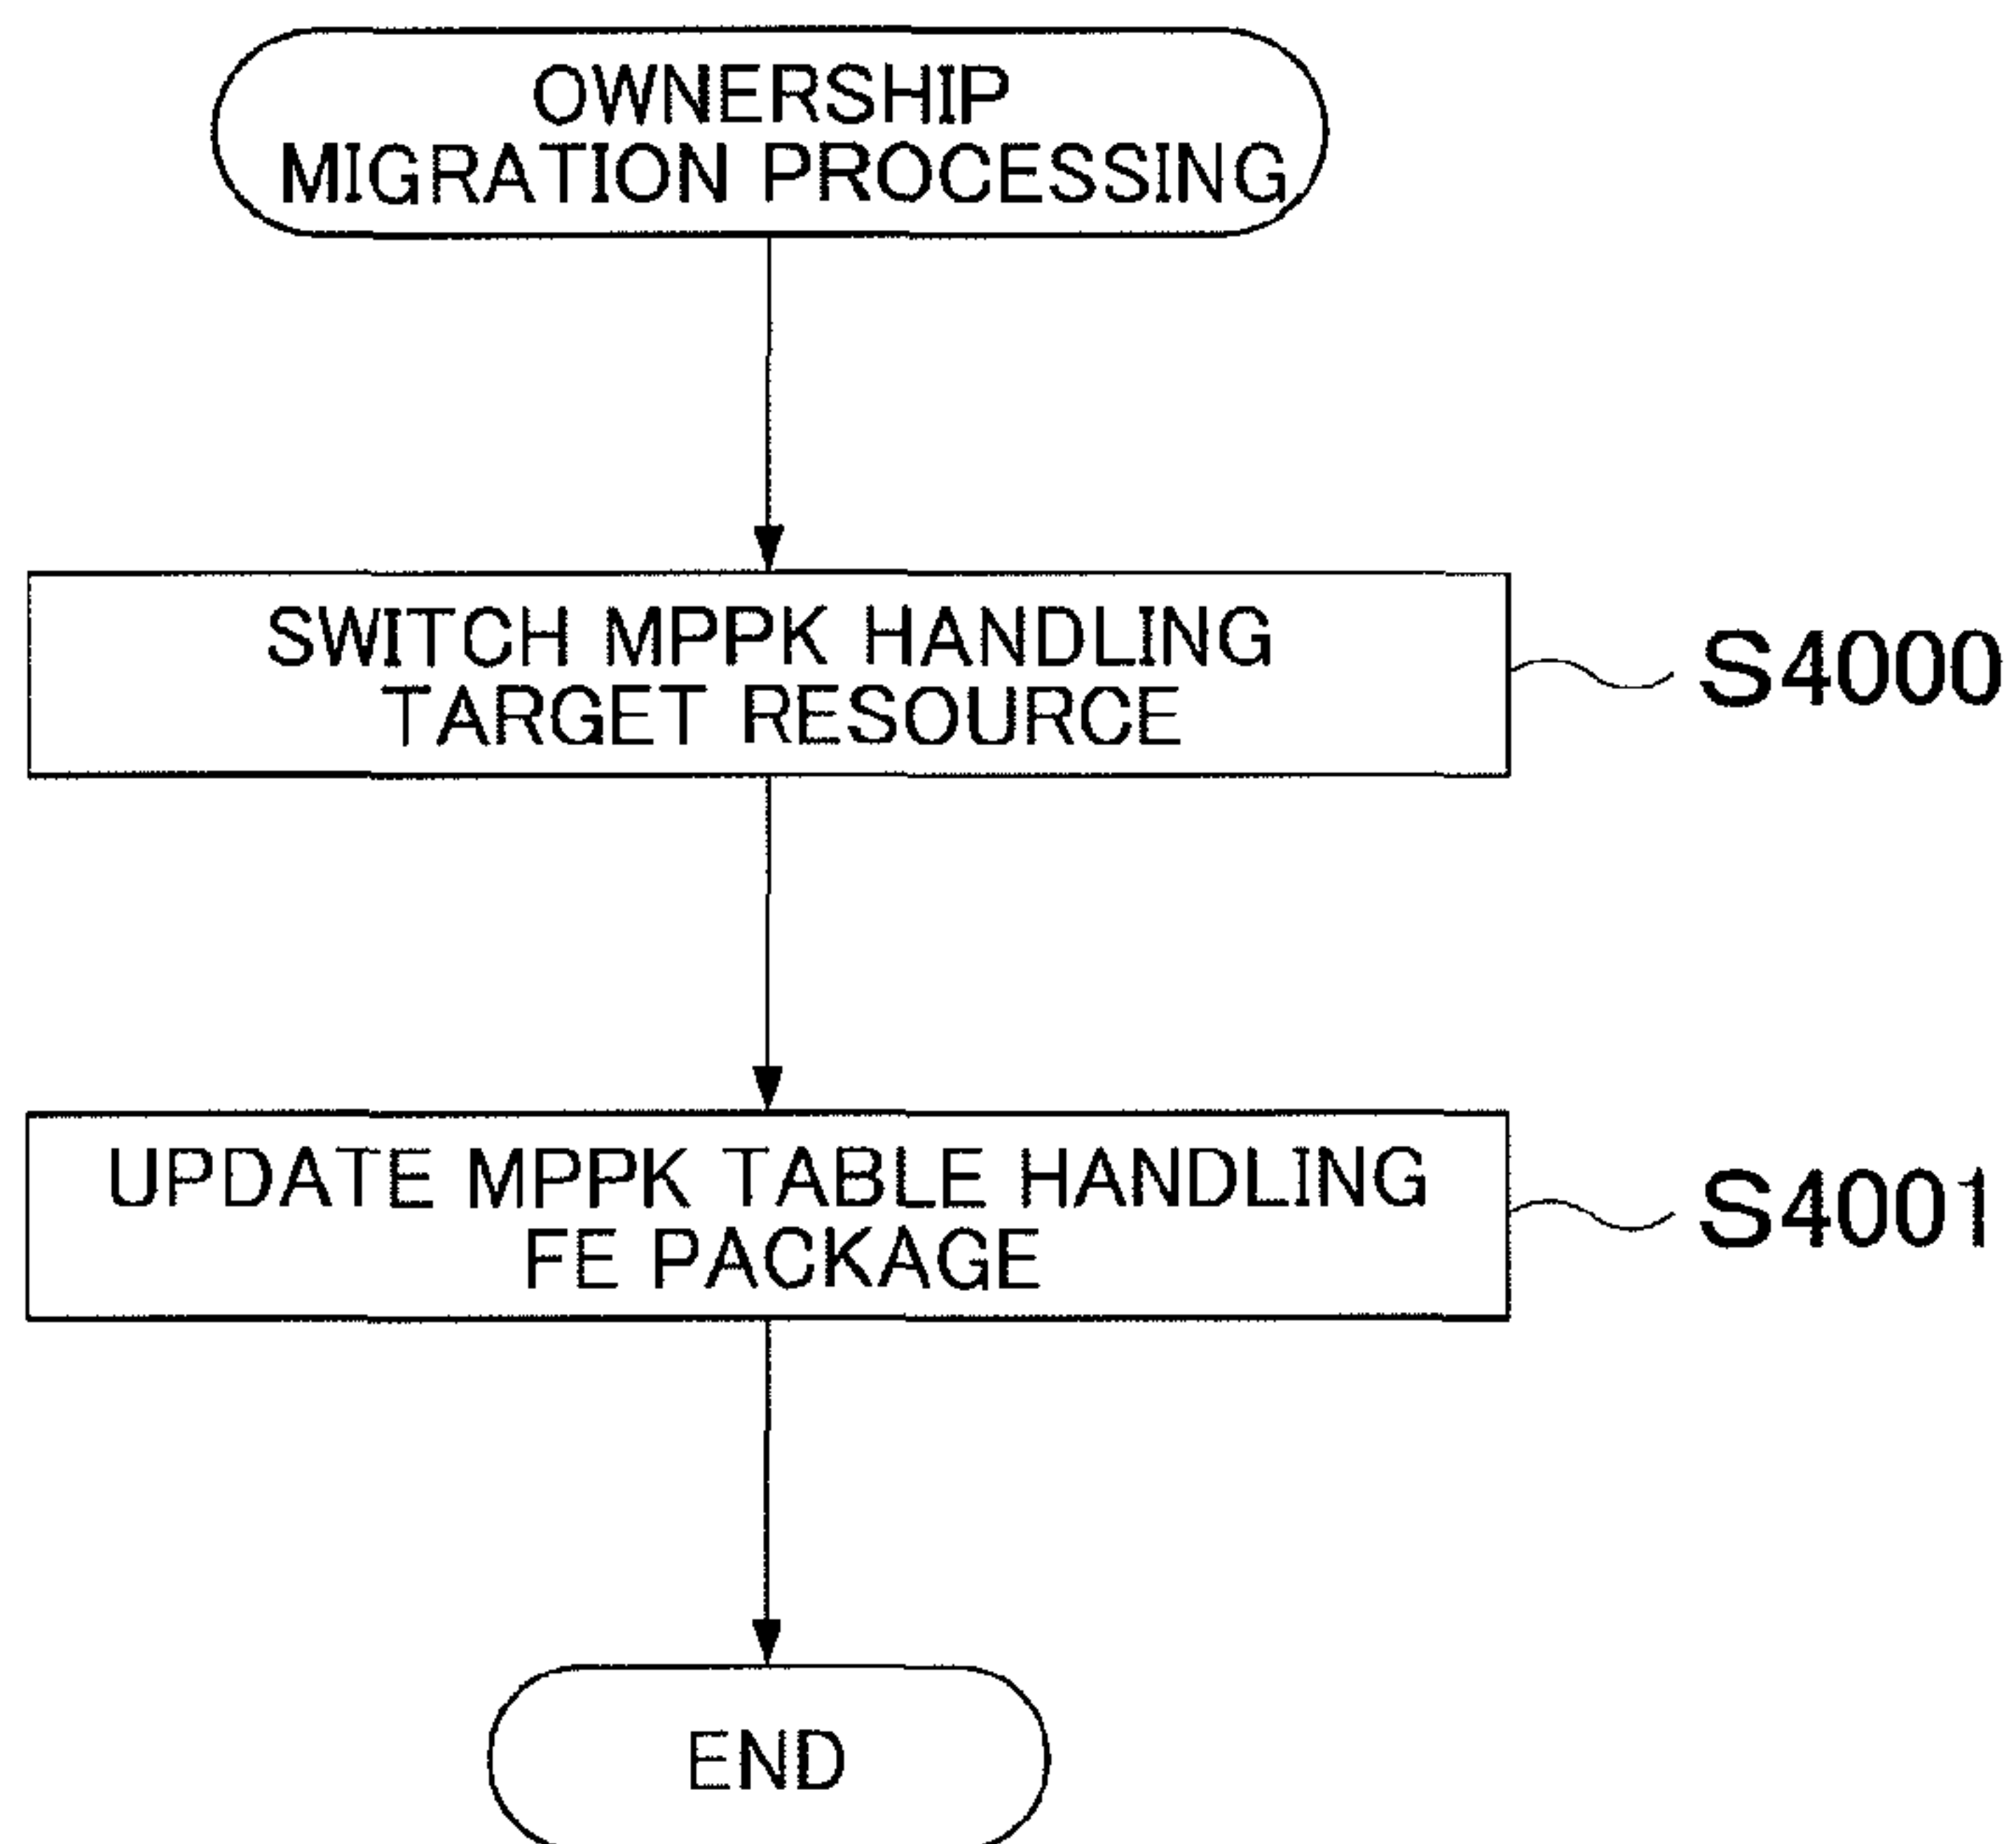 OWNERSHIP
MIGRATION PROCESSING
SWITCH MPPK HANDLING
TARGET RESOURCE
S4000
UPDATE MPPK TABLE HANDLING
FE PACKAGE
S4001
END